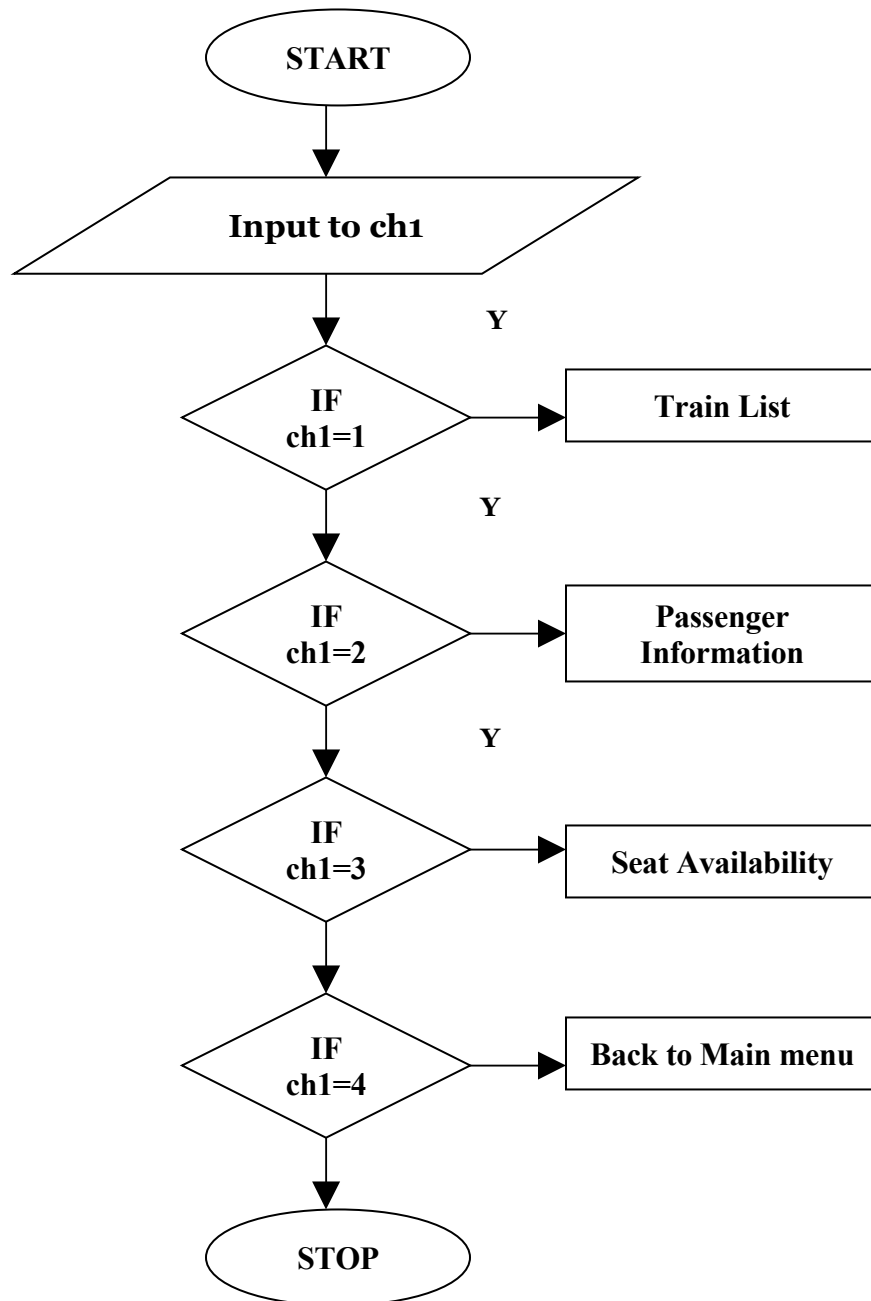 START
Input to ch1
Y
IF
ch1=1
Train List
Y
IF
ch1=2
Passenger
Information
Y
IF
ch1=3
Seat Availability
IF
ch1=4
Back to Main menu
STOP